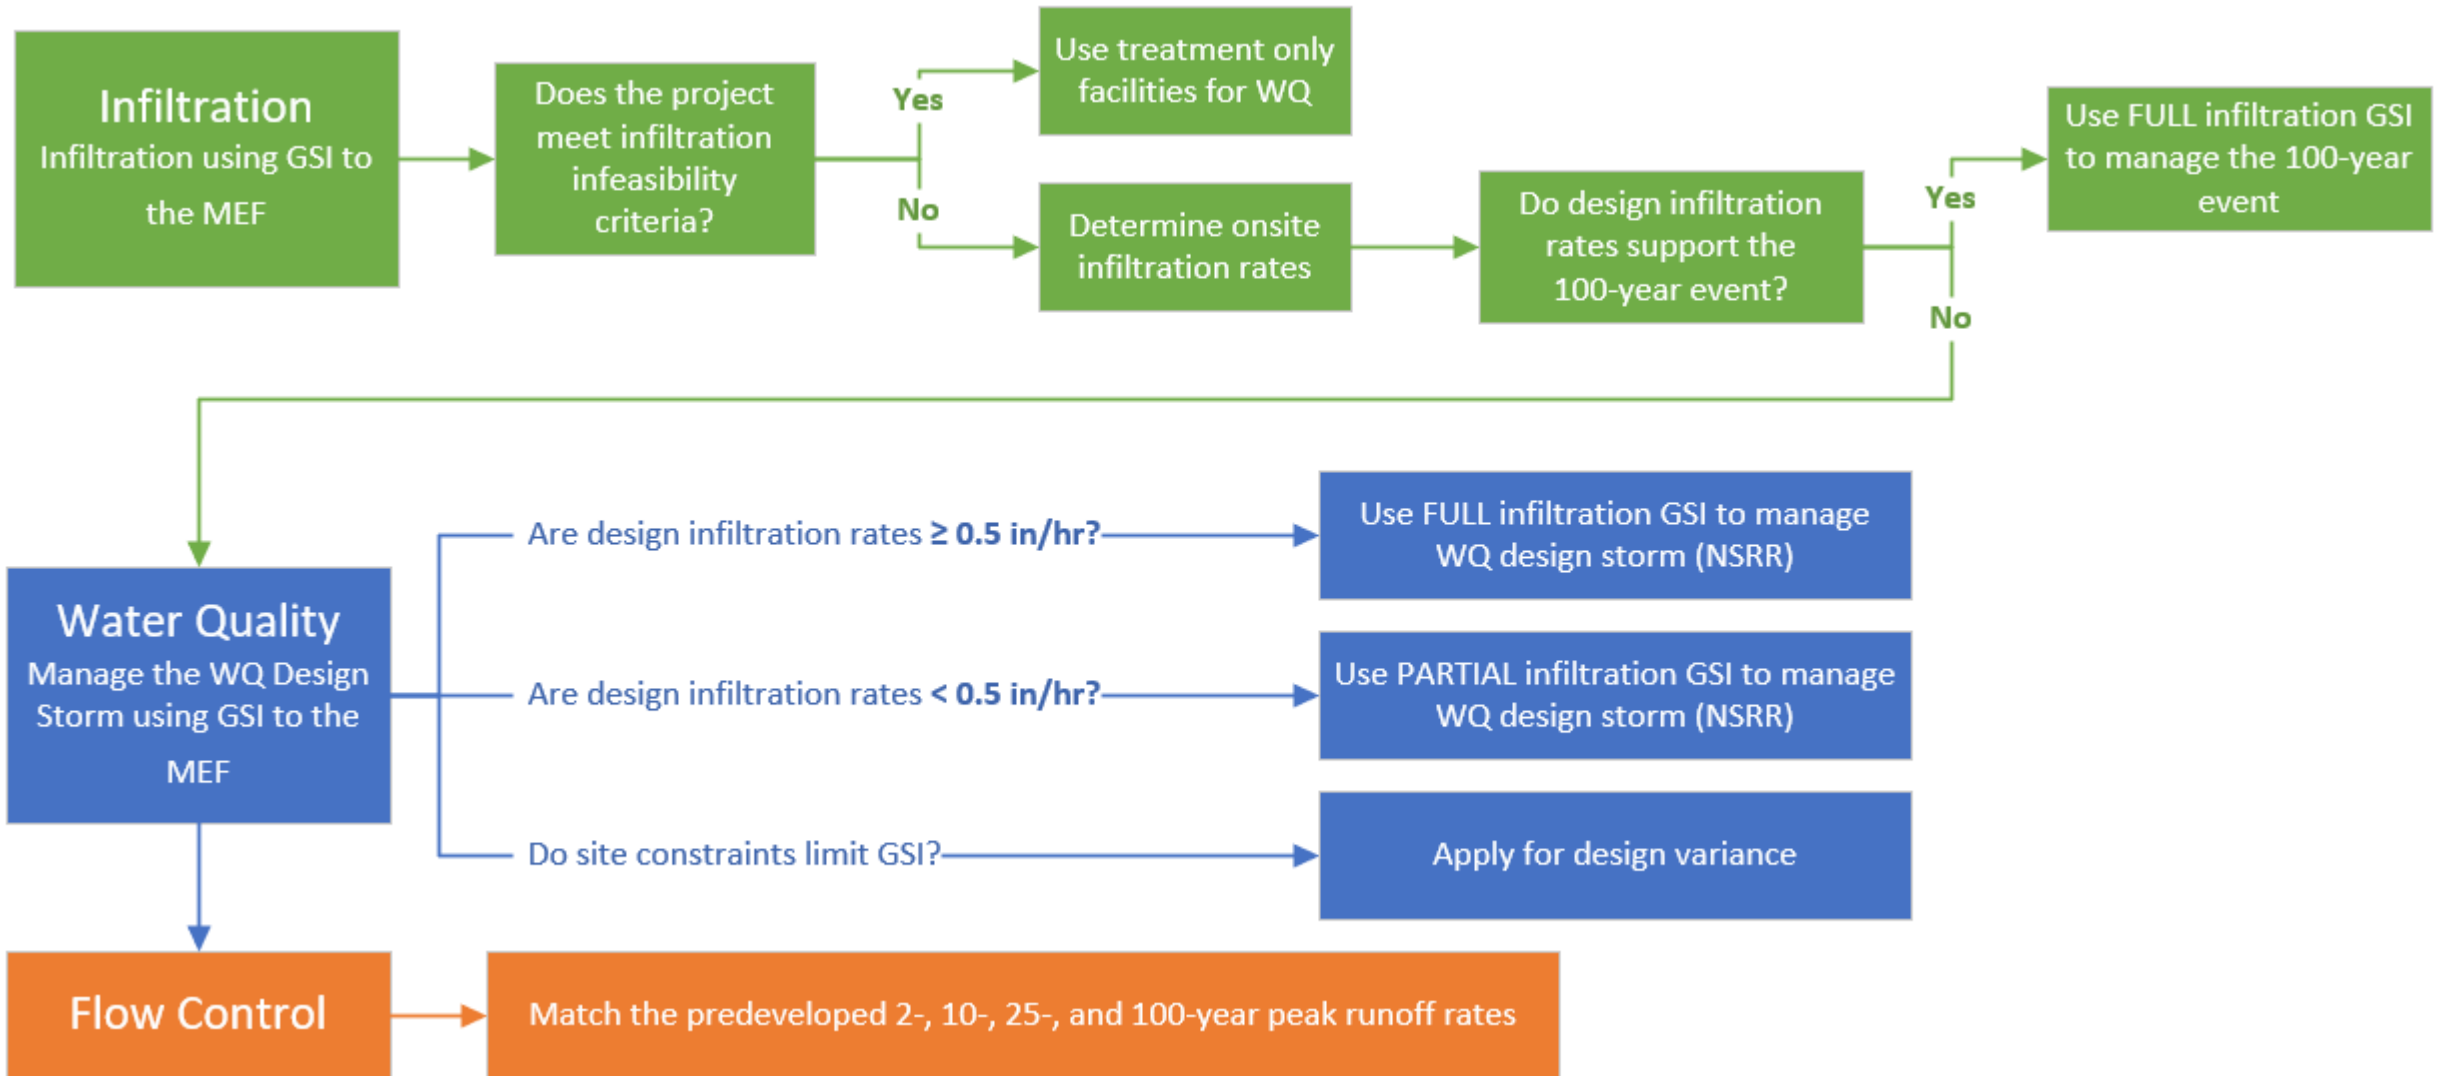 Infiltration
Infiltration using GSI to
the MEF
Does the project
meet infiltration
infeasibility
criteria?
Yes
No
Use treatment only
facilities for WQ
Determine onsite
infiltration rates
Do design infiltration
rates support the
100-year event?
Yes
No
Use FULL infiltration GSI
to manage the 100-year
event
Water Quality
Manage the WQ Design
Storm using GSI to the
MEF
Are design infiltration rates ≥ 0.5 in/hr?
Use FULL infiltration GSI to manage
WQ design storm (NSRR)
Are design infiltration rates < 0.5 in/hr?
Use PARTIAL infiltration GSI to manage
WQ design storm (NSRR)
Do site constraints limit GSI?
Apply for design variance
Flow Control
Match the predeveloped 2-, 10-, 25-, and 100-year peak runoff rates